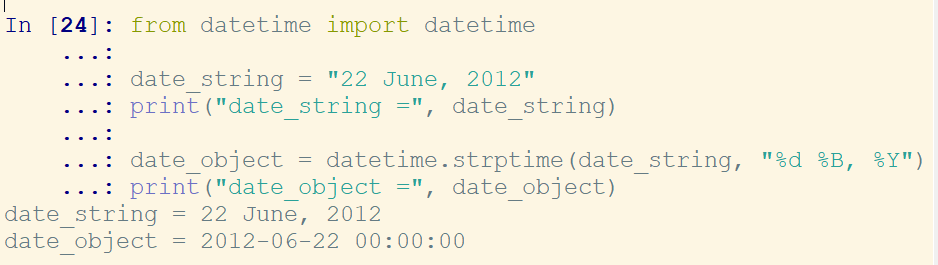 In [24]: from datetime import datetime
    ...:
    ...: date_string = "22 June, 2012"
    ...: print("date_string =", date_string)
    ...:
    ...: date_object = datetime.strptime(date_string, "%d %B, %Y")
    ...: print("date_object =", date_object)
date_string = 22 June, 2012
date_object = 2012-06-22 00:00:00